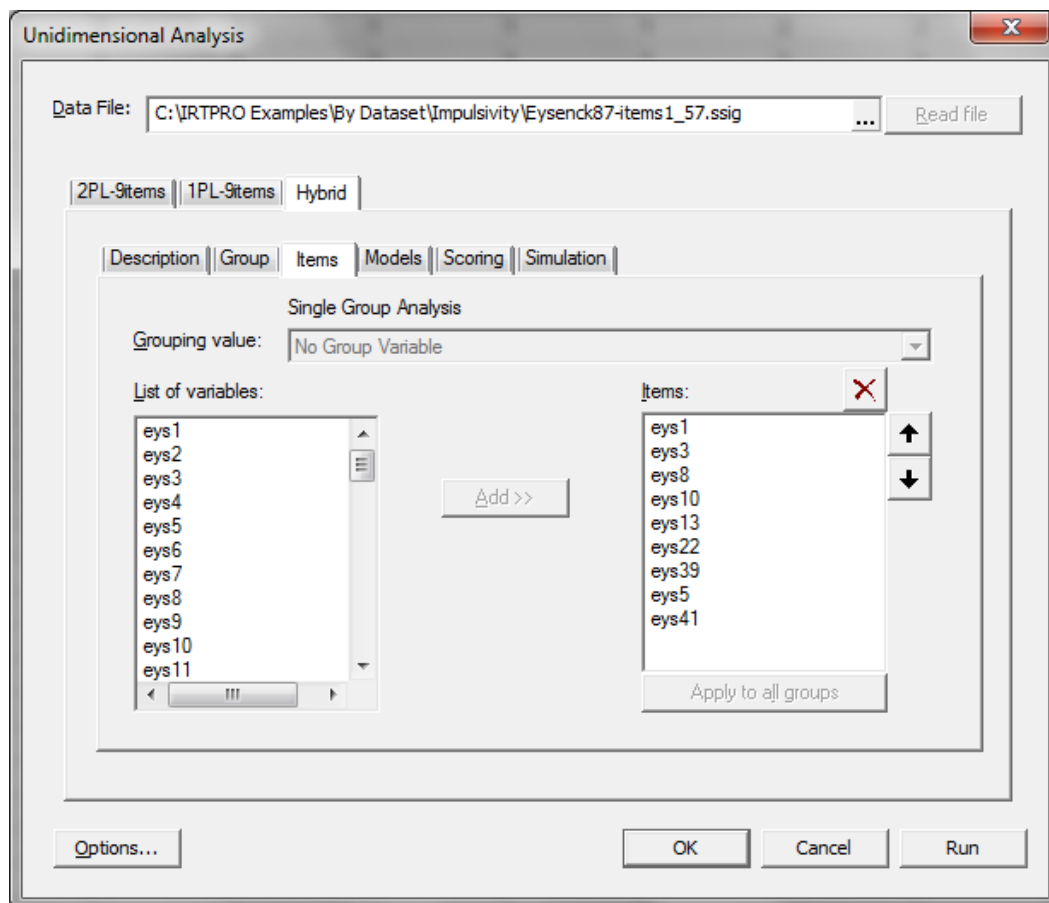 Unidimensional Analysis
Data File: C:\IRTPRO Examples\By Dataset\Impulsivity\Eysenck87-items1_57.ssig ... Read file
2PL-9items 1PL-9items Hybrid
Description Group Items Models Scoring Simulation
Single Group Analysis
Grouping value: No Group Variable
List of variables:
eys1
eys2
eys3
eys4
eys5
eys6
eys7
eys8
eys9
eys10
eys11
Add >>
Items:
eys1
eys3
eys8
eys10
eys13
eys22
eys39
eys5
eys41
Apply to all groups
Options... OK Cancel Run